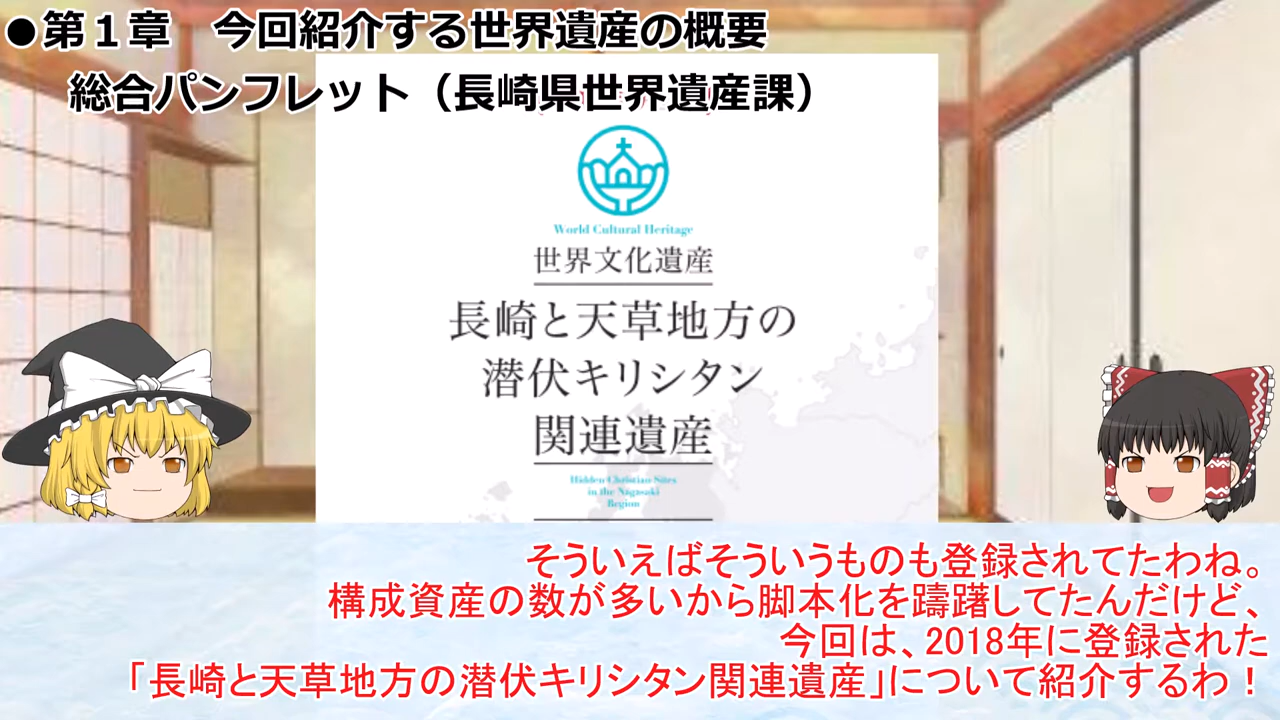 ●第１章　今回紹介する世界遺産の概要
総合パンフレット（長崎県世界遺産課）
World Cultural Heritage
世界文化遺産
長崎と天草地方の
潜伏キリシタン
関連遺産
Hidden Christian Sites
in the Nagasaki
Region
そういえばそういうものも登録されてたわね。
構成資産の数が多いから脚本化を躊躇してたんだけど、
今回は、2018年に登録された
「長崎と天草地方の潜伏キリシタン関連遺産」について紹介するわ！